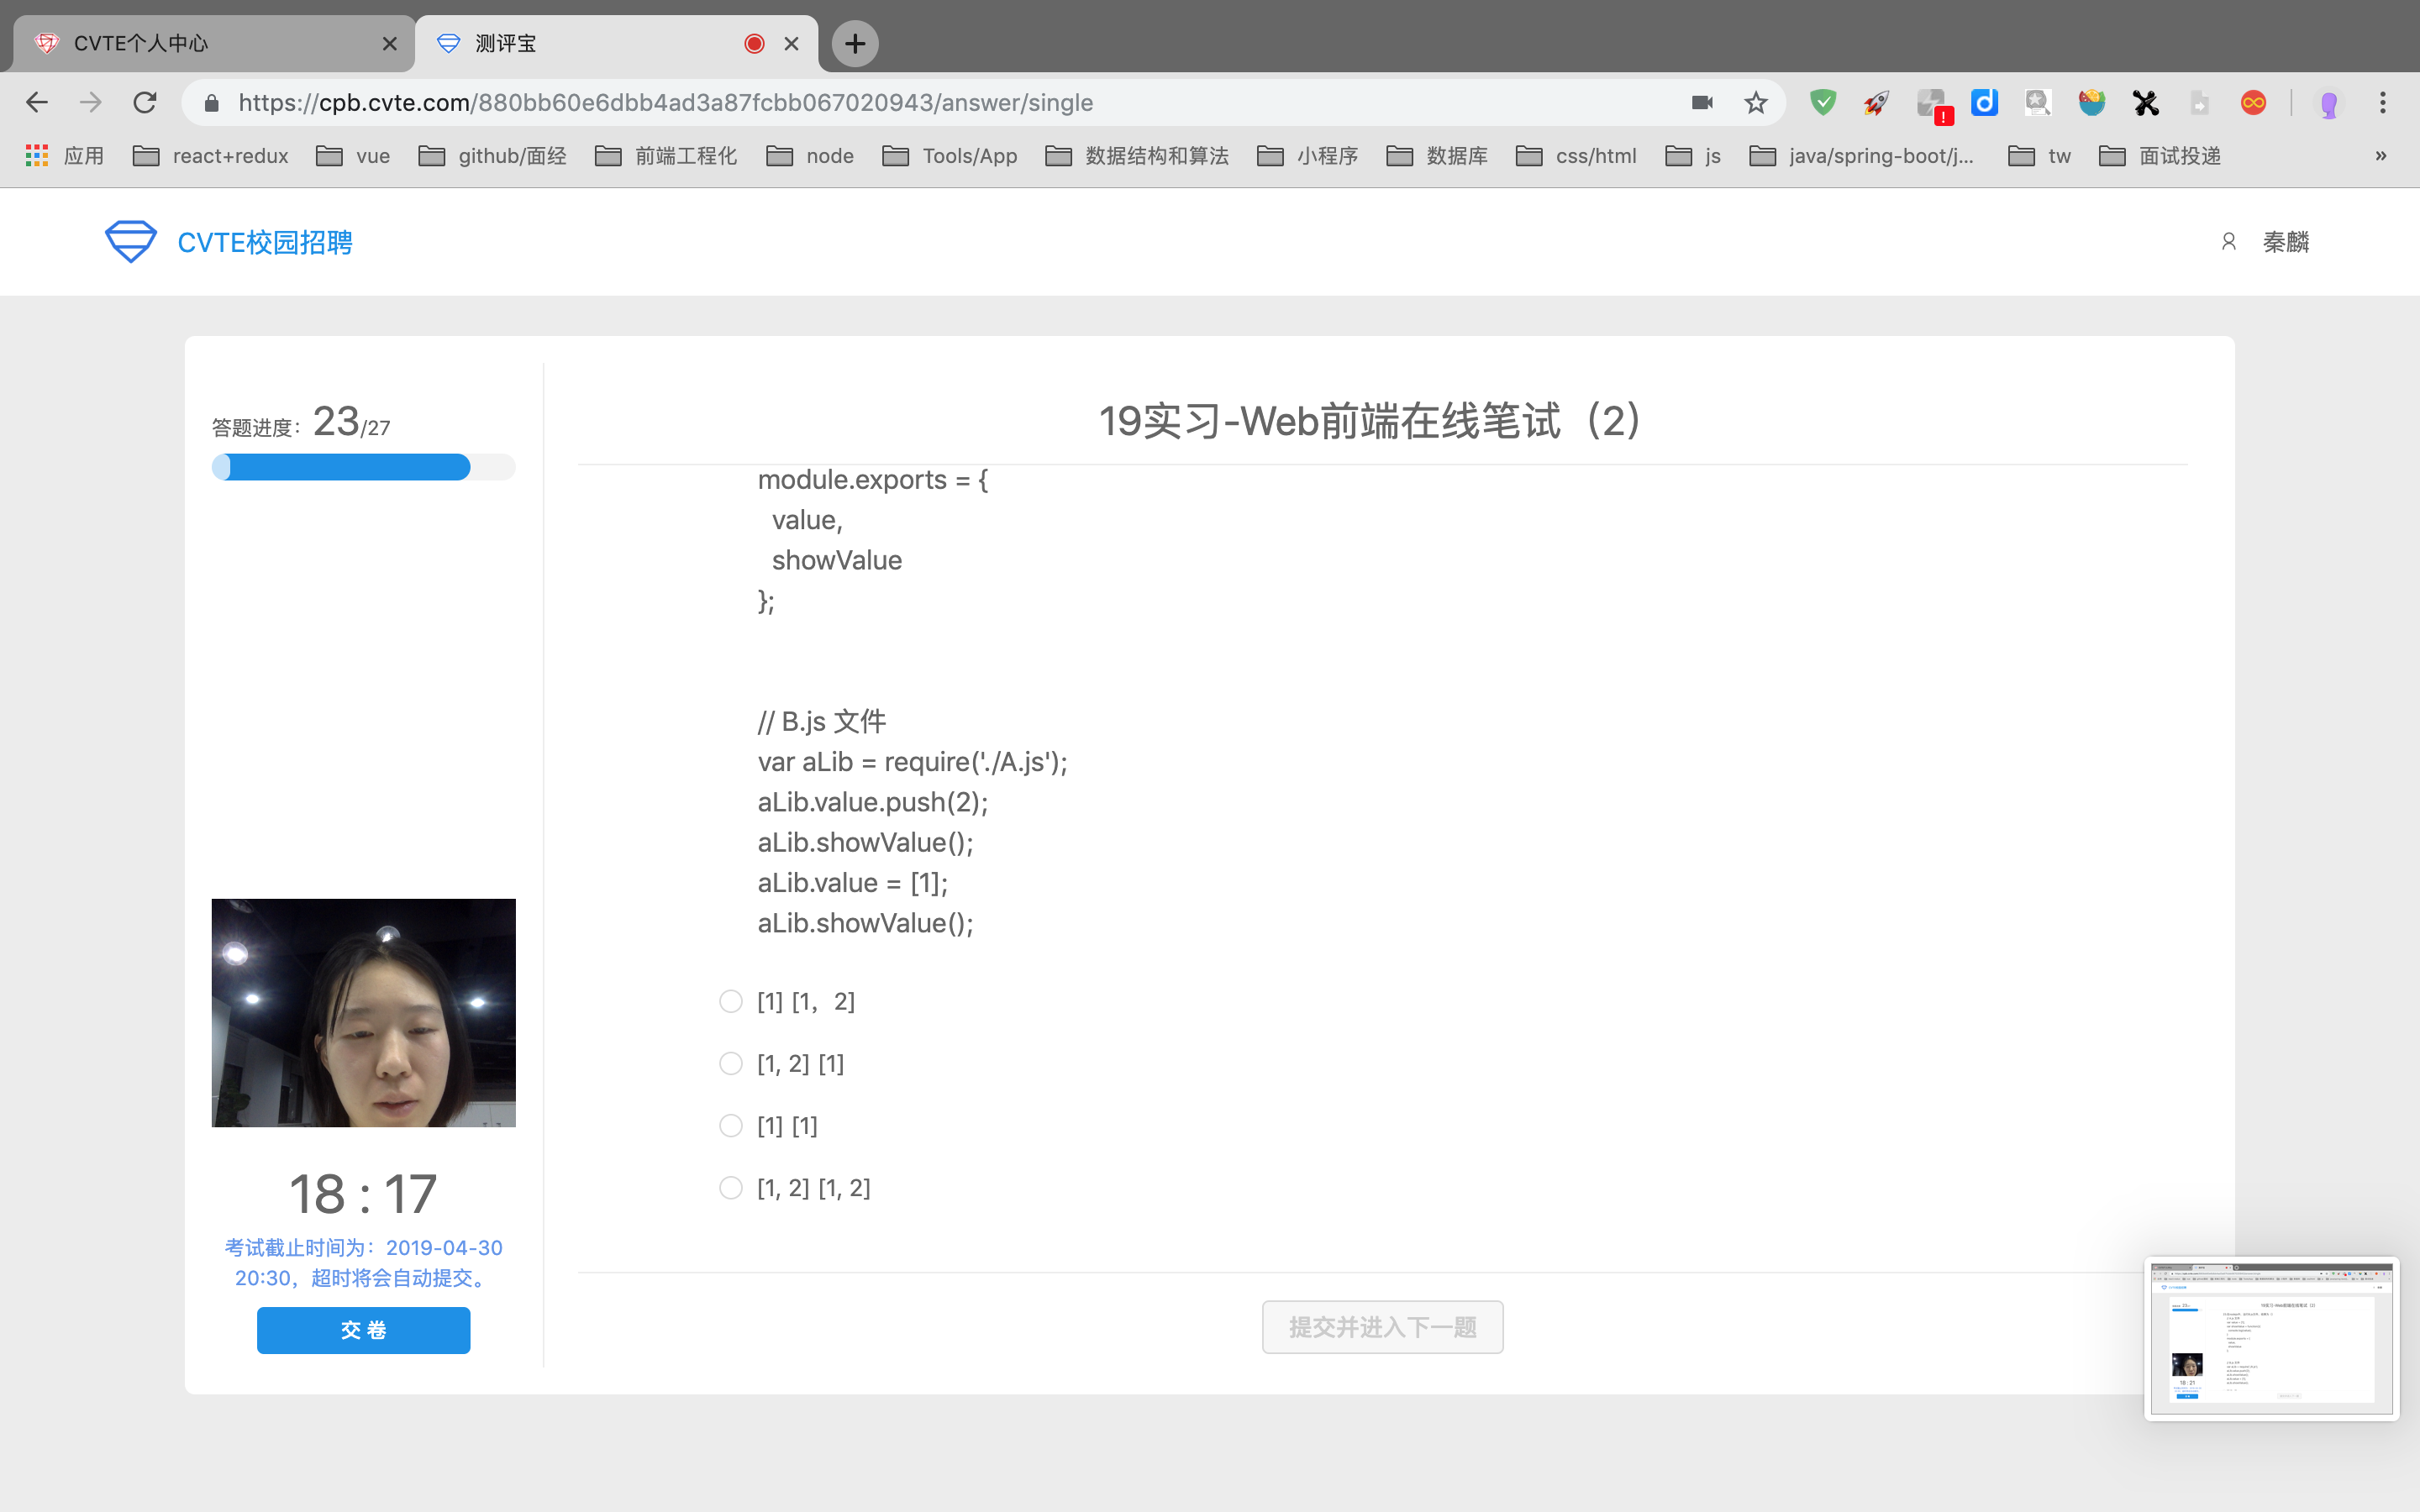 CVTE个人中心
测评宝
https://cpb.cvte.com/880bb60e6dbb4ad3a87fcbb067020943/answer/single
应用 react+redux vue github/面经 前端工程化 node Tools/App 数据结构和算法 小程序 数据库 css/html js java/spring-boot/j... tw 面试投递 »
CVTE校园招聘
秦麟
答题进度：23/27
19实习-Web前端在线笔试（2）
module.exports = {
value,
showValue
};
// B.js 文件
var aLib = require('./A.js');
aLib.value.push(2);
aLib.showValue();
aLib.value = [1];
aLib.showValue();
[1] [1，2]
[1, 2] [1]
[1] [1]
[1, 2] [1, 2]
18 : 17
考试截止时间为：2019-04-30
20:30，超时将会自动提交。
交 卷
提交并进入下一题